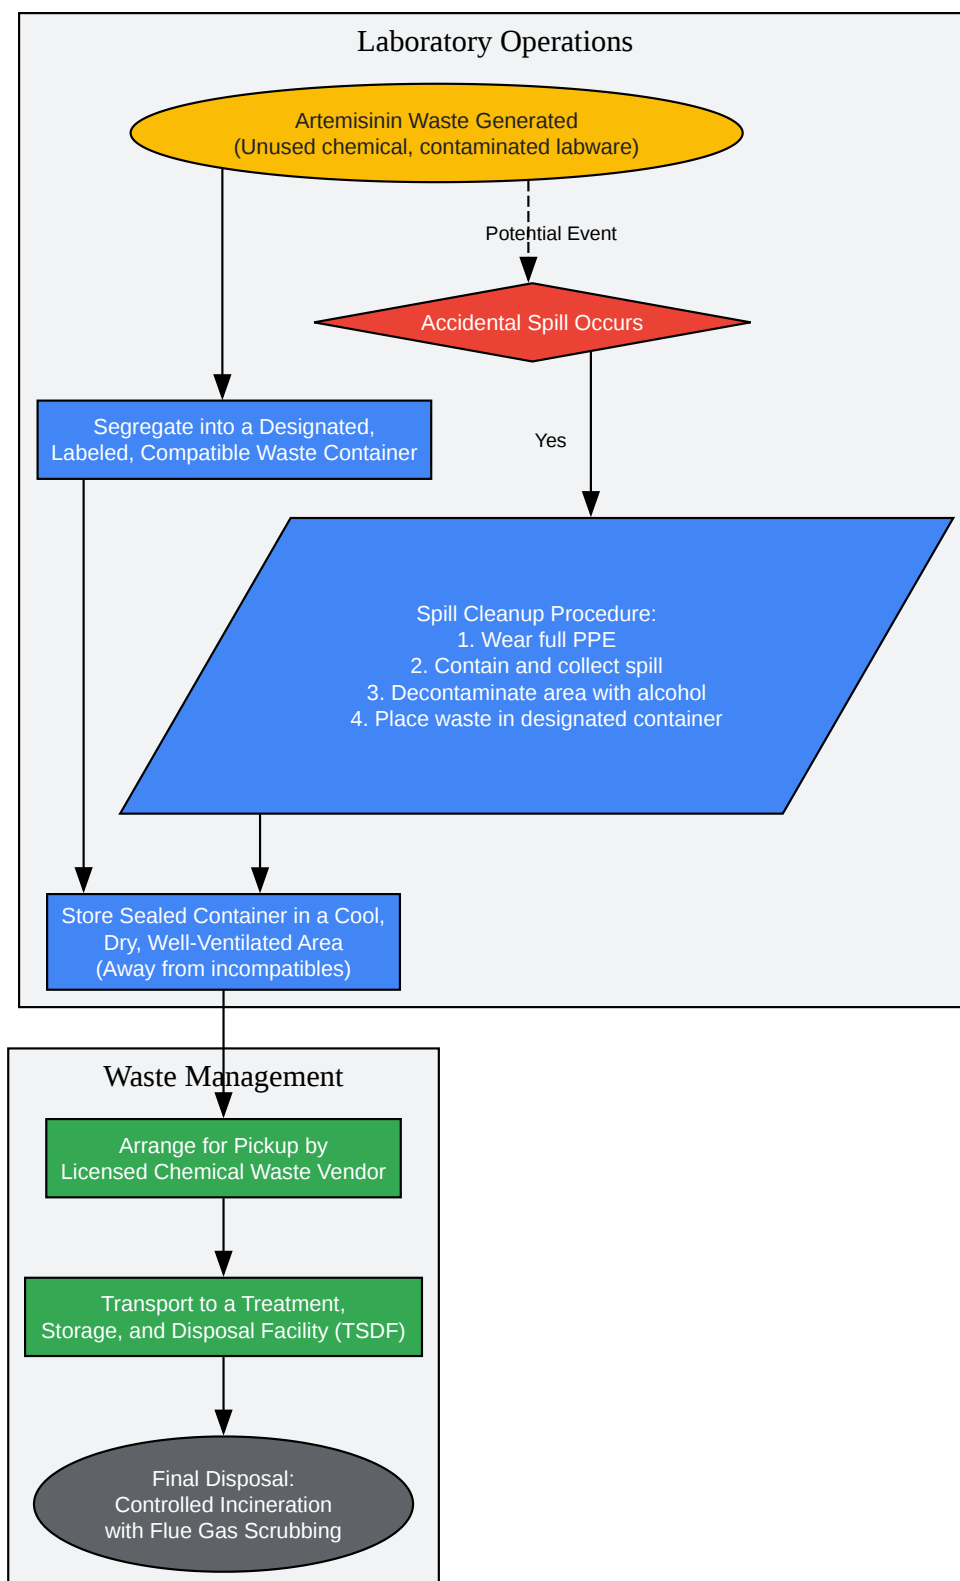 Laboratory Operations
Artemisinin Waste Generated
(Unused chemical, contaminated labware)
Potential Event
Accidental Spill Occurs
Segregate into a Designated,
Labeled, Compatible Waste Container
Yes
Spill Cleanup Procedure:
1. Wear full PPE
2. Contain and collect spill
3. Decontaminate area with alcohol
4. Place waste in designated container
Store Sealed Container in a Cool,
Dry, Well-Ventilated Area
(Away from incompatibles)
Waste Management
Arrange for Pickup by
Licensed Chemical Waste Vendor
Transport to a Treatment,
Storage, and Disposal Facility (TSDF)
Final Disposal:
Controlled Incineration
with Flue Gas Scrubbing